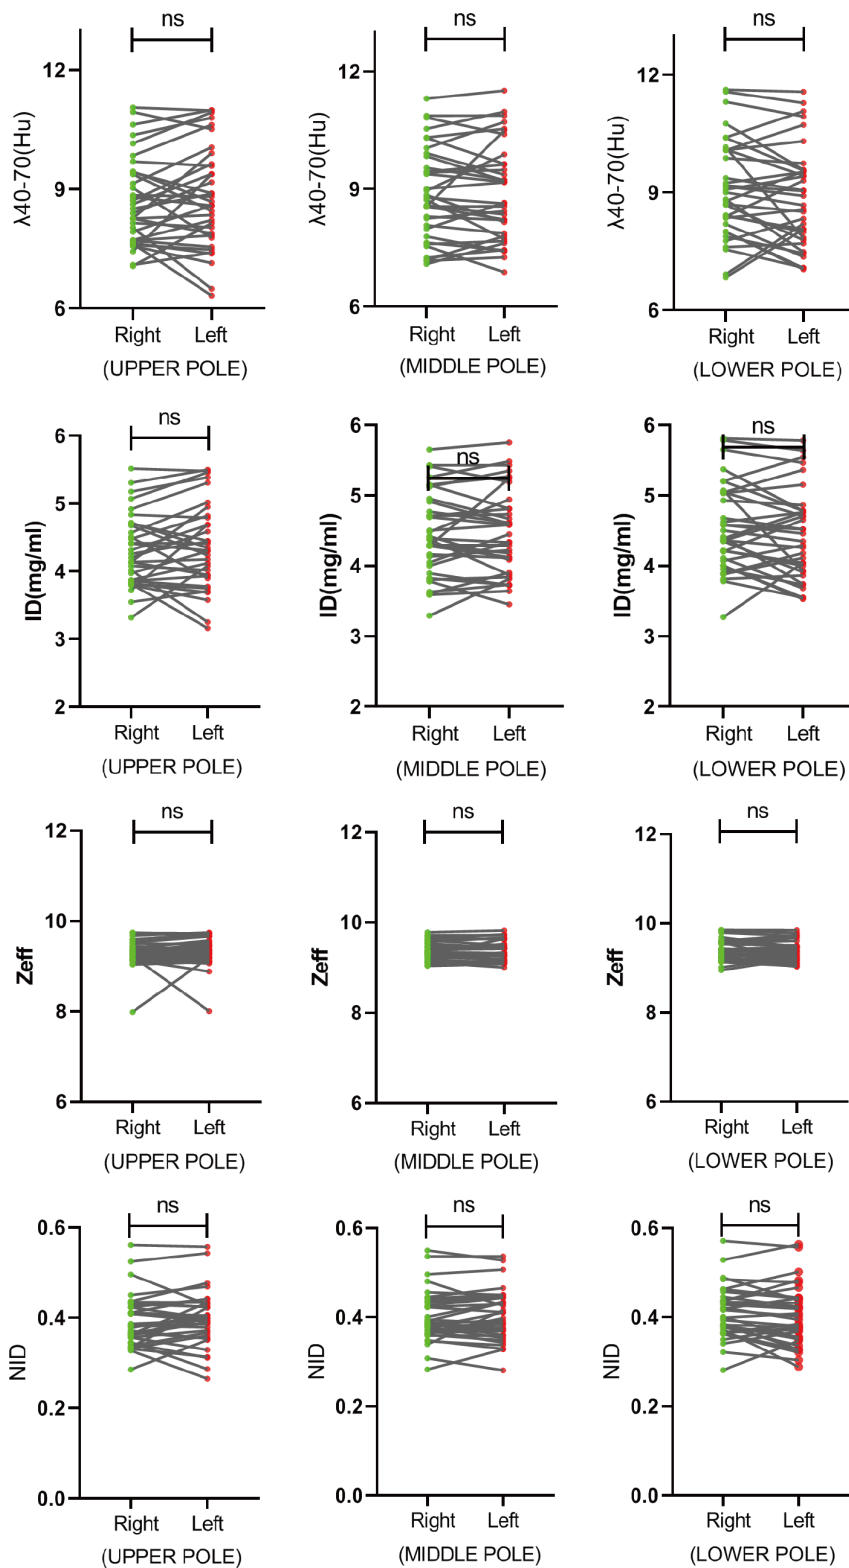 ns ns ns
λ40-70(Hu) 12 9 6 λ40-70(Hu) 12 9 6 λ40-70(Hu) 12 9 6
Right Left Right Left Right Left
(UPPER POLE) (MIDDLE POLE) (LOWER POLE)
ns ns ns
ID(mg/ml) 6 5 4 3 2 ID(mg/ml) 6 5 4 3 2 ID(mg/ml) 6 5 4 3 2
Right Left Right Left Right Left
(UPPER POLE) (MIDDLE POLE) (LOWER POLE)
ns ns ns
Zeff 12 10 8 6 Zeff 12 10 8 6 Zeff 12 10 8 6
Right Left Right Left Right Left
(UPPER POLE) (MIDDLE POLE) (LOWER POLE)
ns ns ns
NID 0.6 0.4 0.2 0.0 NID 0.6 0.4 0.2 0.0 NID 0.6 0.4 0.2 0.0
Right Left Right Left Right Left
(UPPER POLE) (MIDDLE POLE) (LOWER POLE)